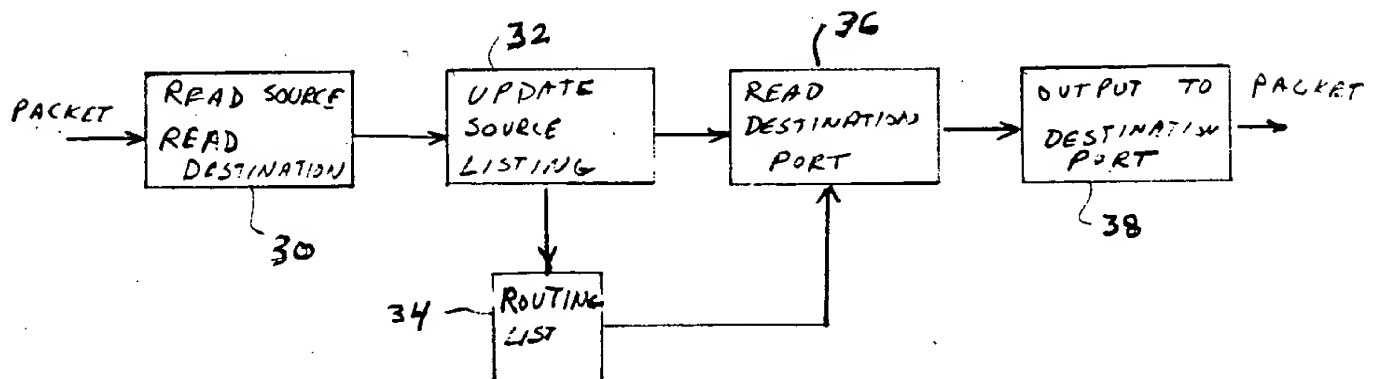 32
36
PACKET
READ SOURCE
READ
DESTINATION
UPDATE
SOURCE
LISTING
READ
DESTINATION
PORT
OUTPUT TO
DESTINATION
PORT
PACKET
30
38
34
ROUTING
LIST